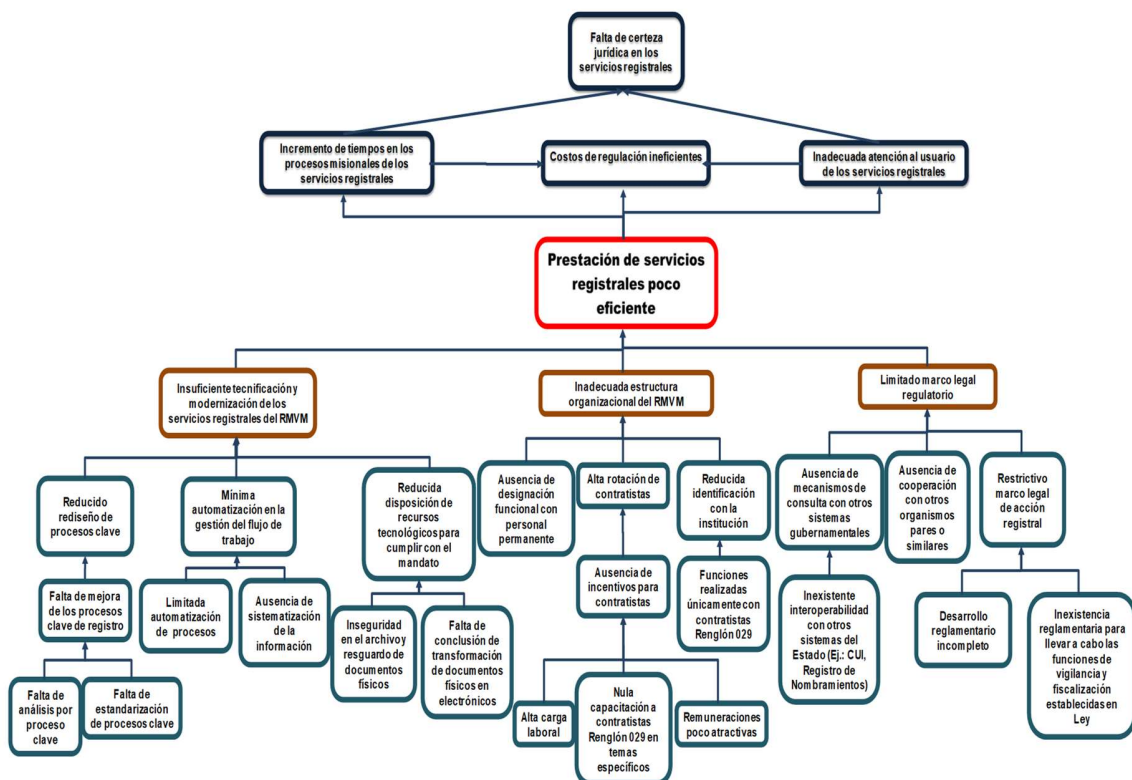 Falta de certeza
jurídica en los
servicios registrales
Incremento de tiempos en los
procesos misionales de los
servicios registrales
Costos de regulación ineficientes
Inadecuada atención al usuario
de los servicios registrales
Prestación de servicios
registrales poco
eficiente
Insuficiente tecnificación y
modernización de los
servicios registrales del RMVM
Inadecuada estructura
organizacional del RMVM
Limitado marco legal
regulatorio
Reducido
rediseño de
procesos clave
Mínima
automatización en la
gestión del flujo de
trabajo
Reducida
disposición de
recursos
tecnológicos para
cumplir con el
mandato
Ausencia de
designación
funcional con
personal
permanente
Alta rotación de
contratistas
Reducida
identificación
con la
institución
Ausencia de
mecanismos de
consulta con otros
sistemas
gubernamentales
Ausencia de
cooperación
con otros
organismos
pares o
similares
Restrictivo
marco legal
de acción
registral
Falta de mejora
de los procesos
clave de registro
Limitada
automatización
de procesos
Ausencia de
sistematización
de la
información
Inseguridad
en el archivo y
resguardo de
documentos
físicos
Falta de
conclusión de
transformación
de documentos
físicos en
electrónicos
Ausencia de
incentivos para
contratistas
Funciones
realizadas
únicamente con
contratistas
Renglón 029
Inexistente
interoperabilidad
con otros
sistemas del
Estado (Ej.: CUI,
Registro de
Nombramientos)
Desarrollo
reglamentario
incompleto
Inexistencia
reglamentaria para
llevar a cabo las
funciones de
vigilancia y
fiscalización
establecidas en
Ley
Falta de
análisis por
proceso
clave
Falta de
estandarización
de procesos clave
Alta carga
laboral
Nula
capacitación a
contratistas
Renglón 029 en
temas
específicos
Remuneraciones
poco atractivas